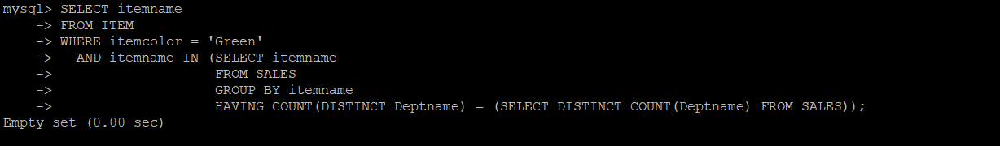 mysql> SELECT itemname
    -> FROM ITEM
    -> WHERE itemcolor = 'Green'
    ->   AND itemname IN (SELECT itemname
    ->                    FROM SALES
    ->                    GROUP BY itemname
    ->                    HAVING COUNT(DISTINCT Deptname) = (SELECT DISTINCT COUNT(Deptname) FROM SALES));
Empty set (0.00 sec)